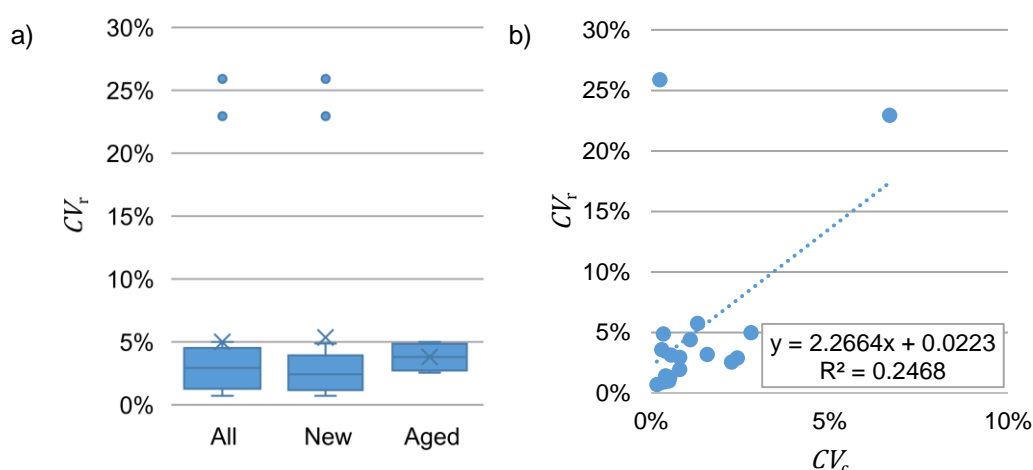 a)
30%
25%
20%
15%
10%
5%
0%
CVr
All New Aged
b)
30%
25%
20%
15%
10%
5%
0%
CVr
y = 2.2664x + 0.0223
R² = 0.2468
0% 5% 10%
CVc